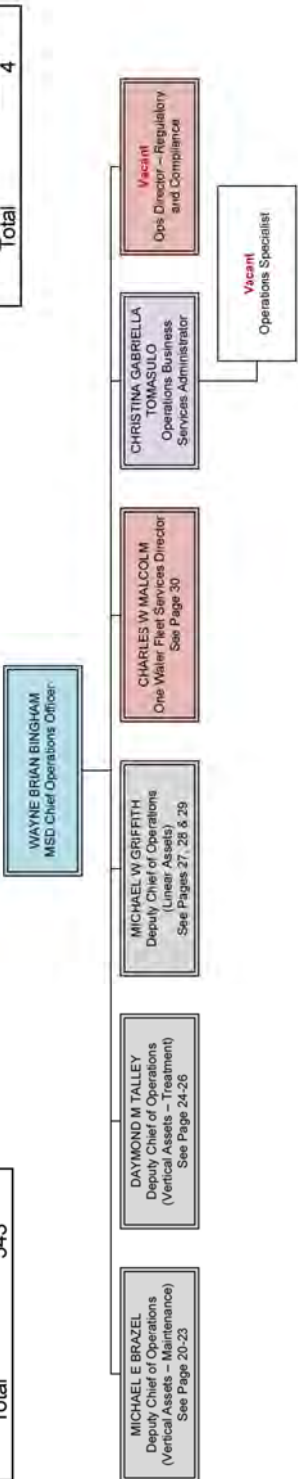 Total 4
WAYNE BRIAN BINGHAM
MSD Chief Operations Officer
MICHAEL E BRAZEL
Deputy Chief of Operations
(Vertical Assets – Maintenance)
See Page 20-23
DAYMOND M TALLEY
Deputy Chief of Operations
(Vertical Assets – Treatment)
See Page 24-26
MICHAEL W GRIFFITH
Deputy Chief of Operations
(Linear Assets)
See Pages 27, 28 & 29
CHARLES W MALCOLM
One Water Fleet Services Director
See Page 30
CHRISTINA GABRIELLA
TOMASULO
Operations Business
Services Administrator
Vacant
Ops Director – Regulatory
and Compliance
Vacant
Operations Specialist